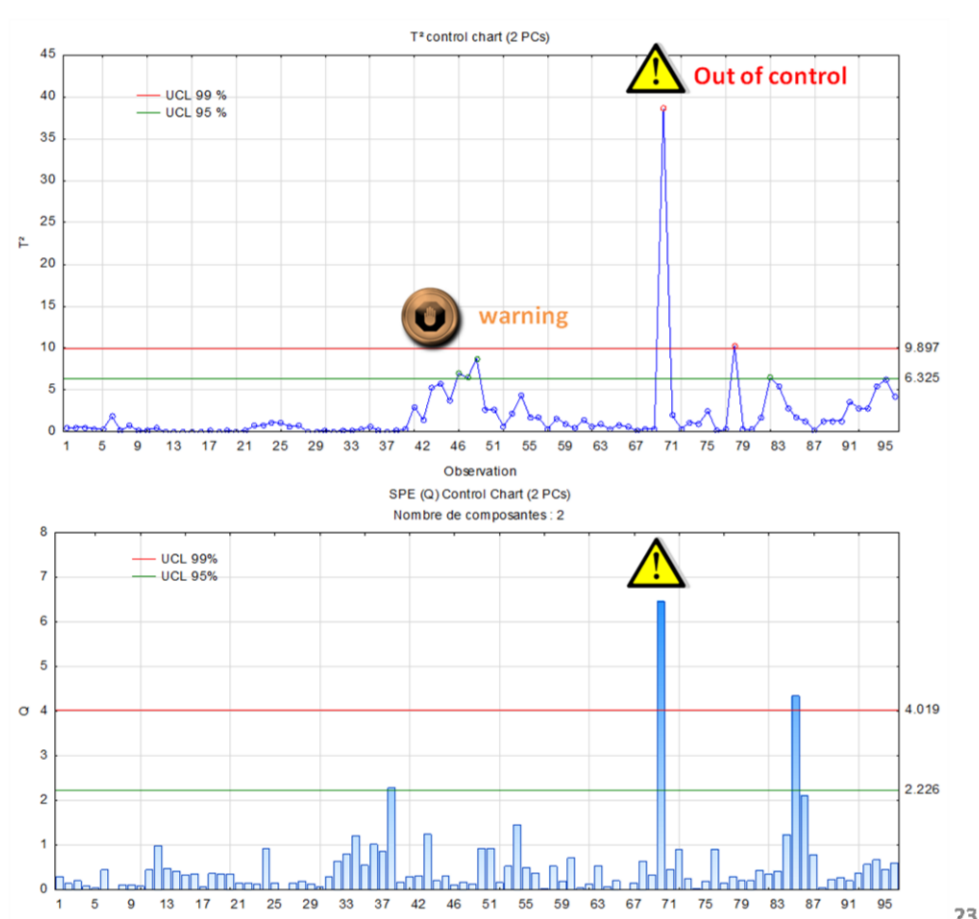 T² control chart (2 PCs)
45
40
35
30
25
20
15
10
5
0
T²
UCL 99 %
UCL 95 %
Out of control
warning
9.897
6.325
1 5 9 13 17 21 25 29 33 37 42 46 51 55 59 63 67 71 75 79 83 87 91 95
Observation
SPE (Q) Control Chart (2 PCs)
Nombre de composantes : 2
8
7
6
5
4
3
2
1
0
Q
UCL 99%
UCL 95%
4.019
2.226
1 5 9 13 17 21 25 29 33 37 42 46 51 55 59 63 67 71 75 79 83 87 91 95
23